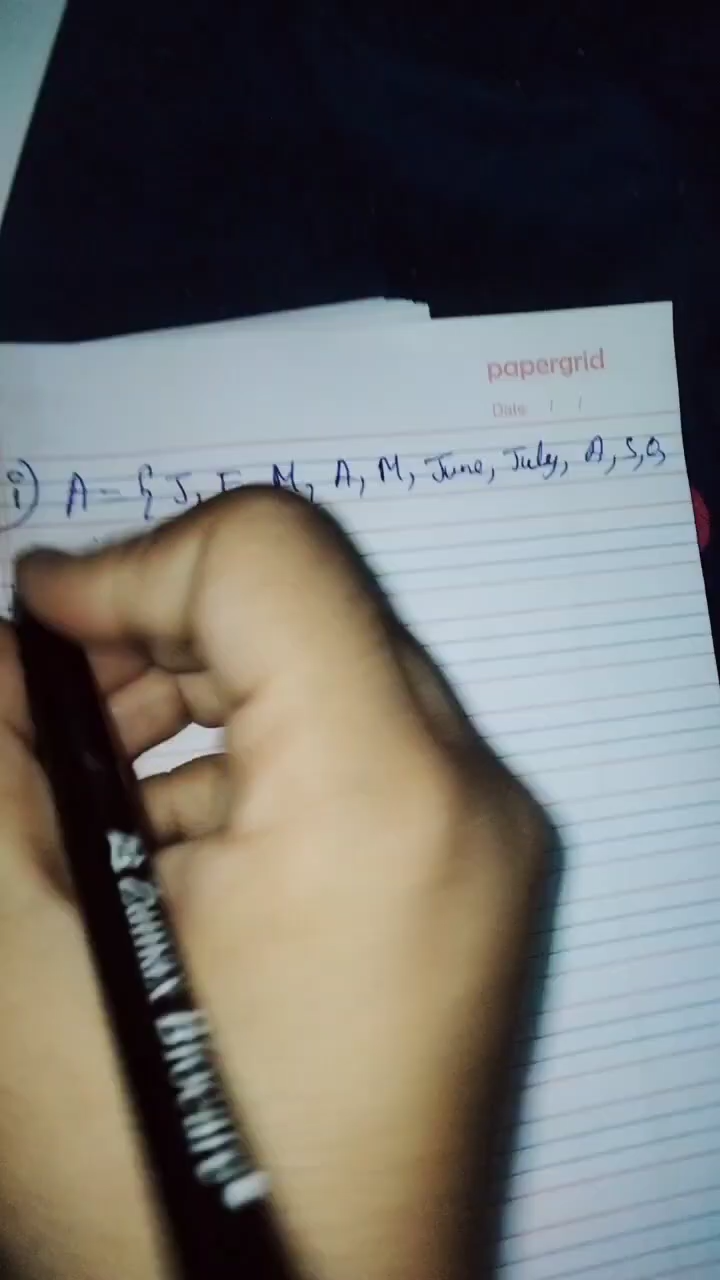 papergrid
Date / /
i) A = { J, F, M, A, M, June, July, A, S, O,